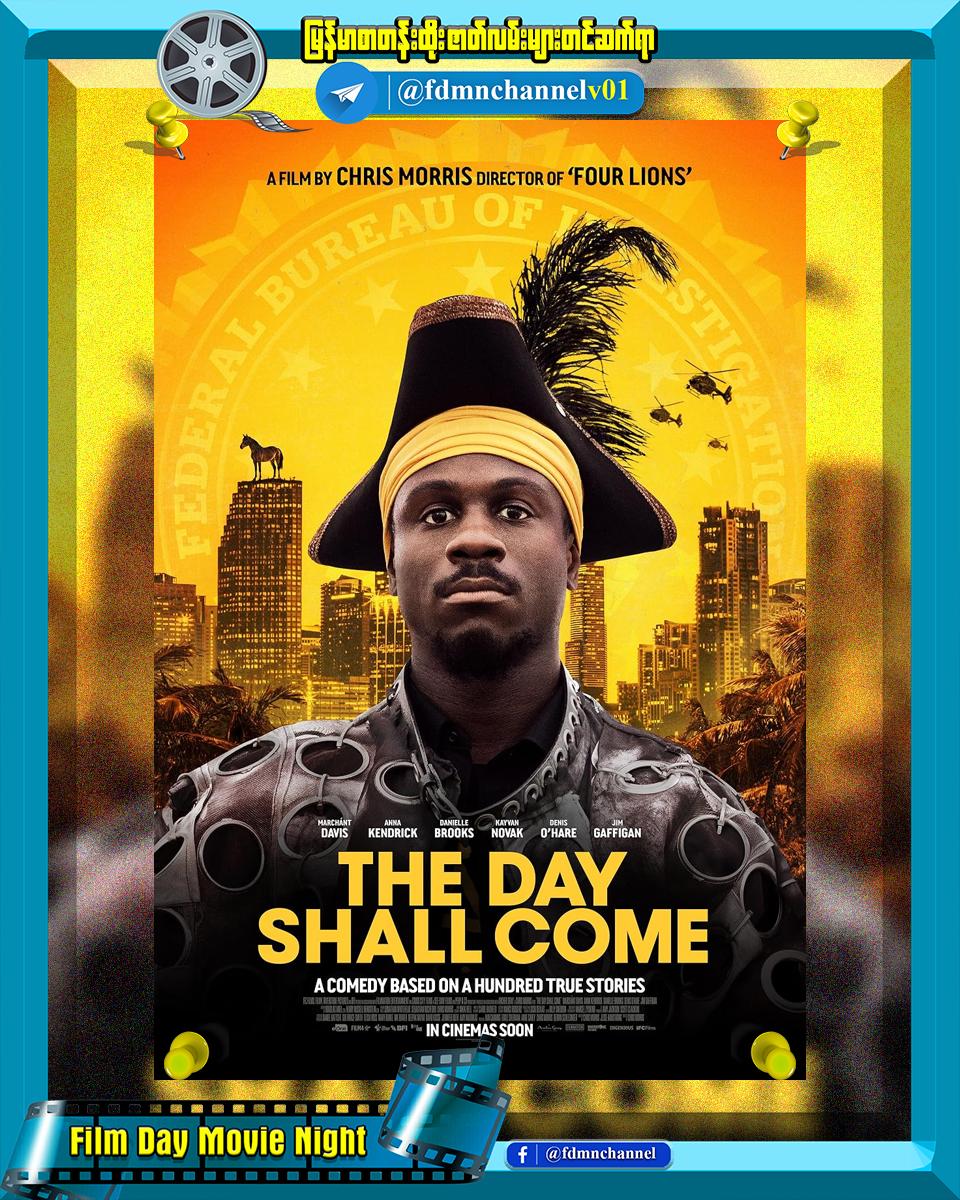 မြန်မာစာတန်းထိုးဇာတ်လမ်းများတင်ဆက်ရာ
@fdmnchannelv01
A FILM BY CHRIS MORRIS DIRECTOR OF ‘FOUR LIONS’
FEDERAL BUREAU OF
MARCHÁNT DAVIS
ANNA KENDRICK
DANIELLE BROOKS
KAYVAN NOVAK
DENIS O’HARE
JIM GAFFIGAN
THE DAY
SHALL COME
A COMEDY BASED ON A HUNDRED TRUE STORIES
IN CINEMAS SOON
Film Day Movie Night
@fdmnchannel